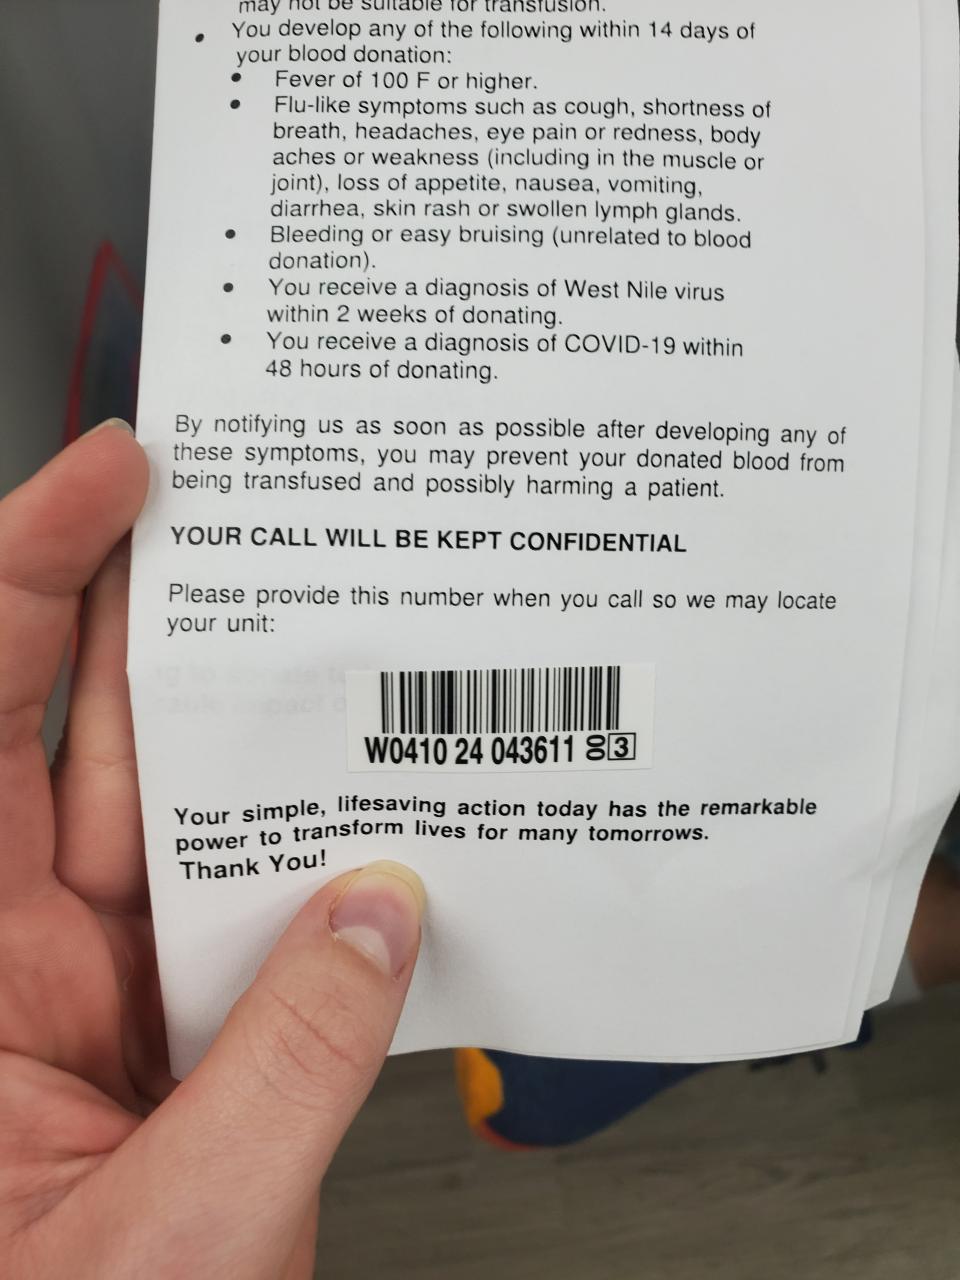 may not be suitable for transfusion.
• You develop any of the following within 14 days of
your blood donation:
• Fever of 100 F or higher.
• Flu-like symptoms such as cough, shortness of
breath, headaches, eye pain or redness, body
aches or weakness (including in the muscle or
joint), loss of appetite, nausea, vomiting,
diarrhea, skin rash or swollen lymph glands.
• Bleeding or easy bruising (unrelated to blood
donation).
• You receive a diagnosis of West Nile virus
within 2 weeks of donating.
• You receive a diagnosis of COVID-19 within
48 hours of donating.
By notifying us as soon as possible after developing any of
these symptoms, you may prevent your donated blood from
being transfused and possibly harming a patient.
YOUR CALL WILL BE KEPT CONFIDENTIAL
Please provide this number when you call so we may locate
your unit:
W0410 24 043611 00 3
Your simple, lifesaving action today has the remarkable
power to transform lives for many tomorrows.
Thank You!